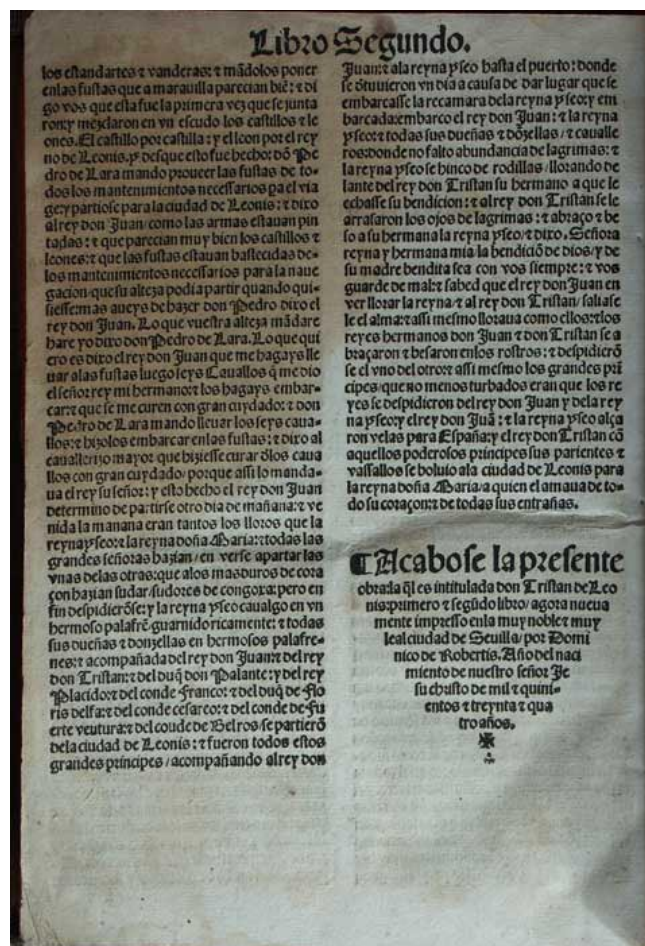 Libro Segundo.
los estandartes ⁊ vanderas: ⁊ mãdolos poner
enlas fustas que a marauilla parecian biẽ: ⁊ di
go vos que esta fue la primera vez que se junta
ron: y mezclaron en vn escudo los castillos ⁊ le
ones. El castillo por castilla: y el leon por el rey
no de Leonis. y desque esto fue hecho: dõ Pe
dro de Lara mando proueer las fustas de to-
dos los mantenimientos necessarios pa el via
ge: y partiose para la ciudad de Leonis: ⁊ dixo
al rey don Juan/como las armas estauan pin
tadas: ⁊ que parecian muy bien los castillos ⁊
leones: ⁊ que las fustas estauan bastecidas de-
los mantenimientos necessarios para la naue
gacion/que su alteza podia partir quando qui-
siesse: mas aueys de hazer don Pedro dixo el
rey don Juan. Lo que vuestra alteza mãdare
hare yo dixo don Pedro de Lara. Lo que qui
ero es dixo el rey don Juan que me hagays lle
uar alas fustas luego seys Cauallos q̃ me dio
el señor rey mi hermano: ⁊ los hagays embar-
car: ⁊ que se me curen con gran cuydado: ⁊ don
Pedro de Lara mando lleuar los seys caua-
llos: ⁊ hizolos embarcar enlas fustas: ⁊ dixo al
cauallerizo mayor que hiziesse curar dlos caua
llos con gran cuydado/porque assi lo manda-
ua el rey su señor: y esto hecho el rey don Juan
determino de partirse otro dia de mañana: ⁊ ve
nida la manana eran tantos los lloros que la
reyna yseo: ⁊ la reyna doña Maria: ⁊ todas las
grandes señoras hazian/en verse apartar las
vnas delas otras: que alos mas duros de cora
çon hazian sudar/sudores de congoxa: pero en
fin despidierõse: y la reyna yseo caualgo en vn
hermoso palafrẽ/guarnido ricamente: ⁊ todas
sus dueñas ⁊ donzellas en hermosos palafre-
nes: ⁊ acompañada del rey don Juan: ⁊ del rey
don Tristan: ⁊ del duq̃ don Palante: y del rey
Placido: ⁊ del conde Franco: ⁊ del duq̃ de Flo
ris delfa: ⁊ del conde cesarco: ⁊ del conde de Fu
erte veutura: ⁊ del coude de Belros/se partierõ
dela ciudad de Leonis: ⁊ fueron todos estos
grandes principes/acompañando al rey don
Juan: ⁊ ala reyna yseo hasta el puerto: donde
se dtuuieron vn dia a causa de dar lugar que se
embarcasse la recamara dela reyna yseo: y em
barcada: embarco el rey don Juan: ⁊ la reyna
yseo: ⁊ todas sus dueñas ⁊ dõzellas/⁊ caualle
ros: donde no falto abundancia de lagrimas: ⁊
la reyna yseo se hinco de rodillas/llorando de
lante del rey don Tristan su hermano a que le
echasse su bendicion: ⁊ al rey don Tristan se le
arrasaron los ojos de lagrimas: ⁊ abraço ⁊ be
so a su hermana la reyna yseo/⁊ dixo. Señora
reyna y hermana mia/la bendiciõ de dios/y de
su madre bendita sea con vos siempre: ⁊ vos
guarde de mal: ⁊ sabed que el rey don Juan en
ver llorar la reyna/⁊ al rey don Tristan/saliase
le el alma: ⁊ assi mesmo lloraua como ellos: ⁊ los
reyes hermanos don Juan ⁊ don Tristan se a
braçaron ⁊ besaron enlos rostros: ⁊ despidierõ
se el vno del otro: ⁊ assi mesmo los grandes pri
cipes/que no menos turbados eran que los re
yes se despidieron del rey don Juan y dela rey
na yseo: y el rey don Juã: ⁊ la reyna yseo alça
ron velas para España: y el rey don Tristan cõ
aquellos poderosos principes sus parientes ⁊
vassallos se boluio ala ciudad de Leonis para
la reyna doña Maria/a quien el amaua de to-
do su coraçon: ⁊ de todas sus entrañas.
¶Acabose la presente
obra: la q̃l es intitulada don Tristan de Leo
nis: primero ⁊ segũdo libro/agora nueua
mente impresso enla muy noble ⁊ muy
leal ciudad de Seuilla/por Domi
nico de Robertis. Año del naci
miento de nuestro señor Je
su christo de mil ⁊ quini-
entos ⁊ treynta ⁊ qua
tro años.